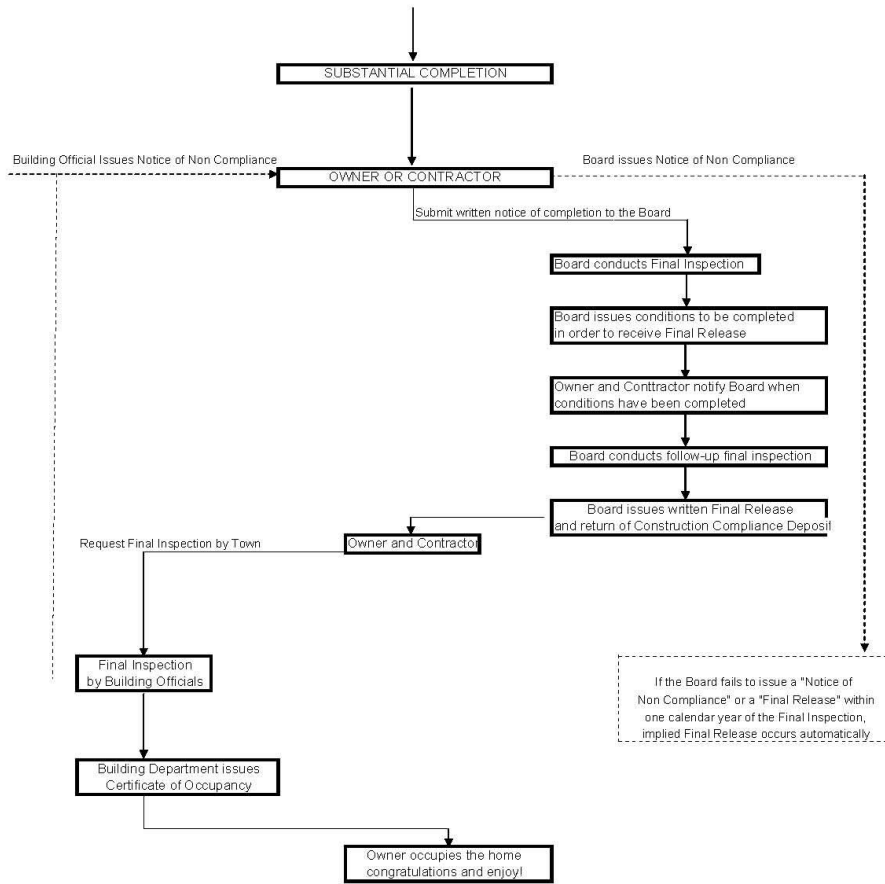 SUBSTANTIAL COMPLETION
Building Official Issues Notice of Non Compliance
Board issues Notice of Non Compliance
OWNER OR CONTRACTOR
Submit written notice of completion to the Board
Board conducts Final Inspection
Board issues conditions to be completed
in order to receive Final Release
Owner and Conttractor notify Board when
conditions have been completed
Board conducts follow-up final inspection
Board issues written Final Release
and return of Construction Compliance Deposit
Request Final Inspection by Town
Owner and Contractor
Final Inspection
by Building Officials
If the Board fails to issue a "Notice of
Non Compliance" or a "Final Release" within
one calendar year of the Final Inspection,
implied Final Release occurs automatically
Building Department issues
Certificate of Occupancy
Owner occupies the home
congratulations and enjoy!